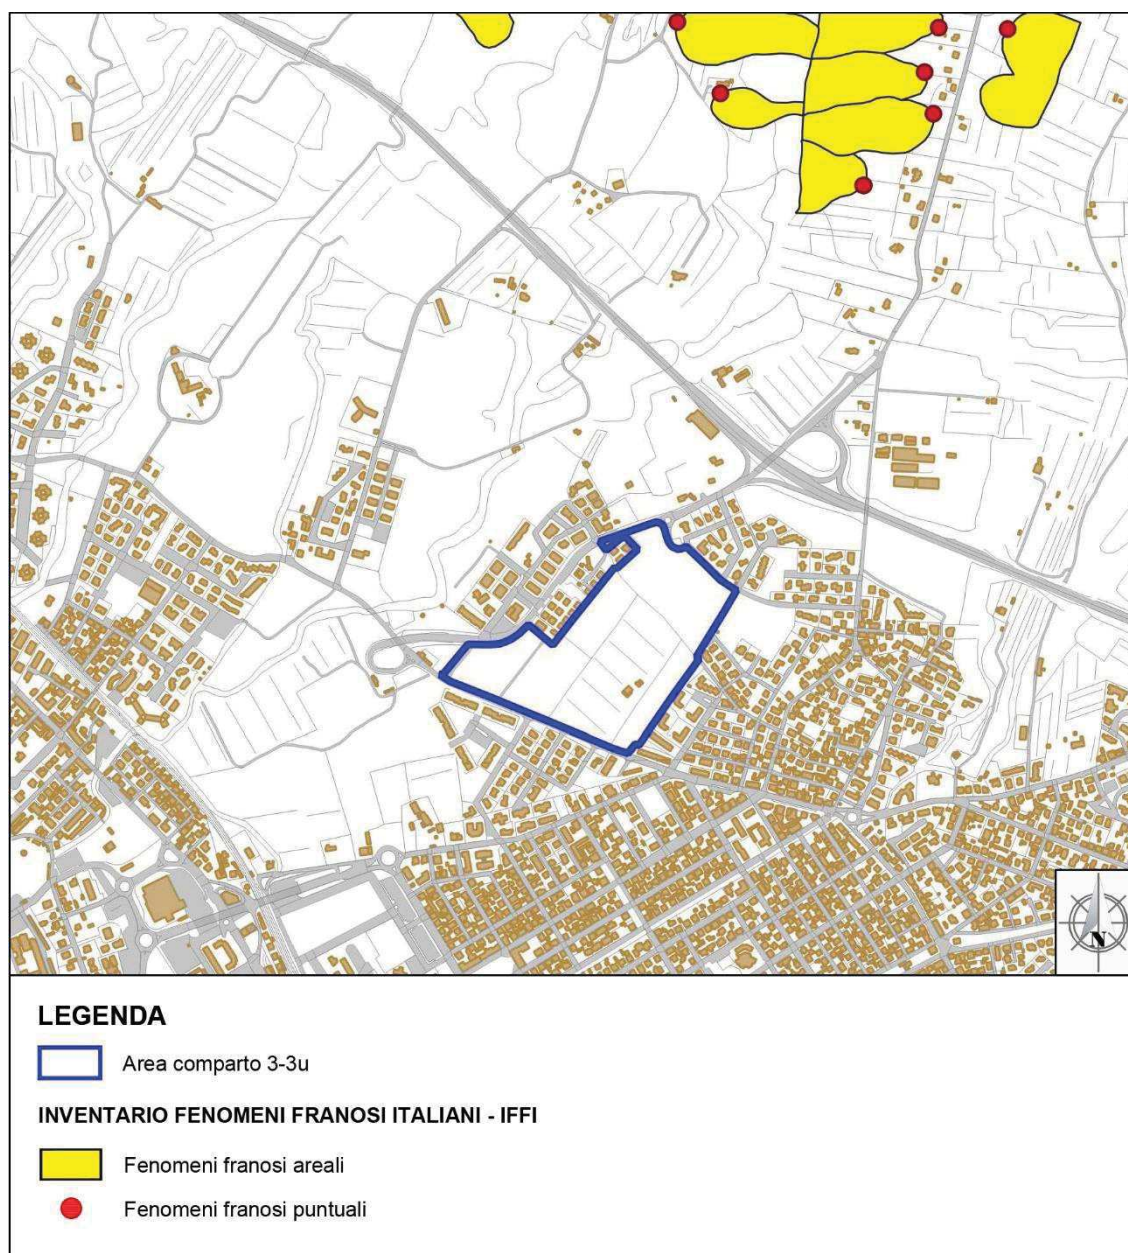 N
LEGENDA
Area comparto 3-3u
INVENTARIO FENOMENI FRANOSI ITALIANI - IFFI
Fenomeni franosi areali
Fenomeni franosi puntuali